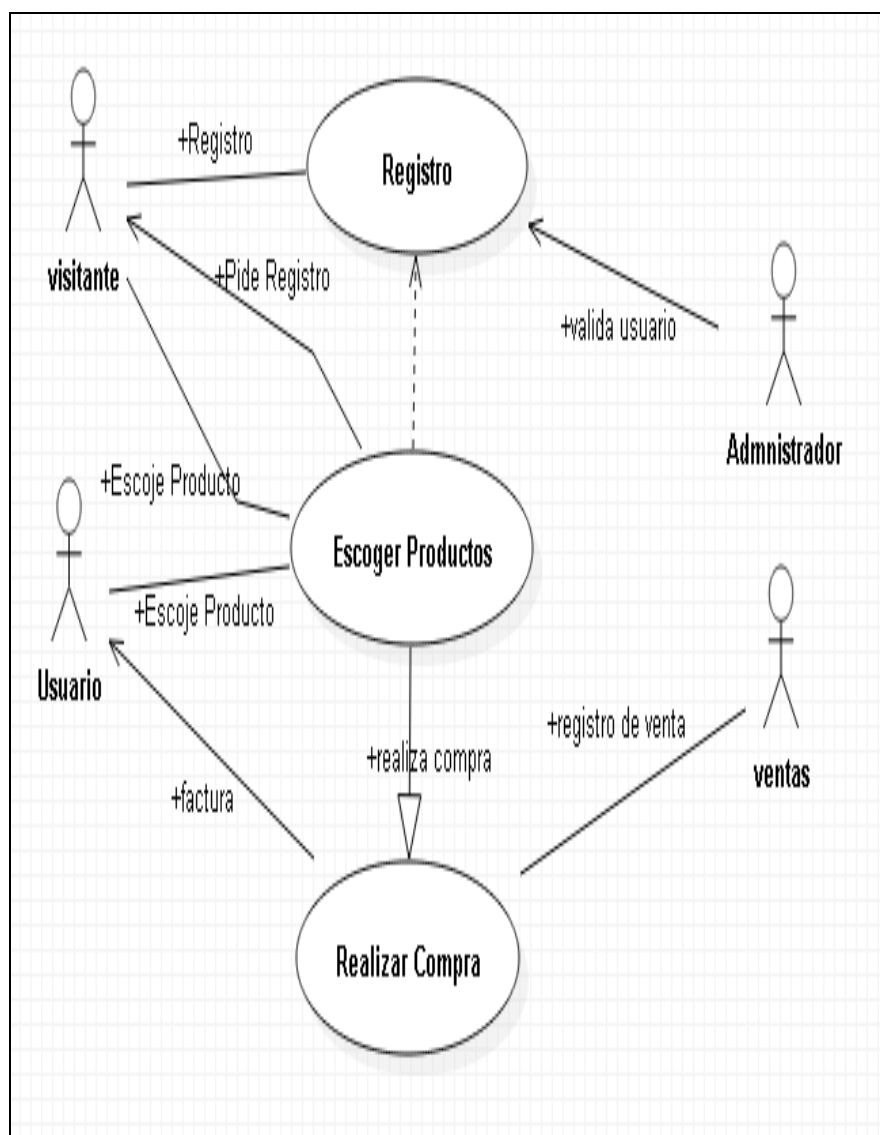 +Registro
Registro
visitante
+Pide Registro
+valida usuario
Admnistrador
+Escoje Producto
Escoger Productos
+Escoje Producto
Usuario
+registro de venta
+realiza compra
ventas
+factura
Realizar Compra